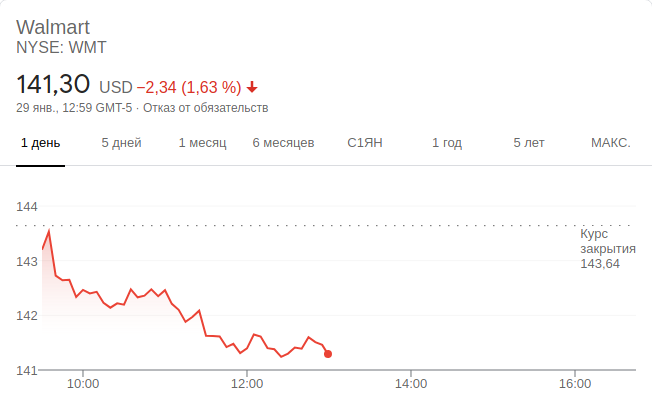 Walmart
NYSE: WMT
141,30 USD −2,34 (1,63 %)
29 янв., 12:59 GMT-5 · Отказ от обязательств
1 день 5 дней 1 месяц 6 месяцев С1ЯН 1 год 5 лет МАКС.
144
Курс
закрытия
143,64
143
142
141
10:00 12:00 14:00 16:00